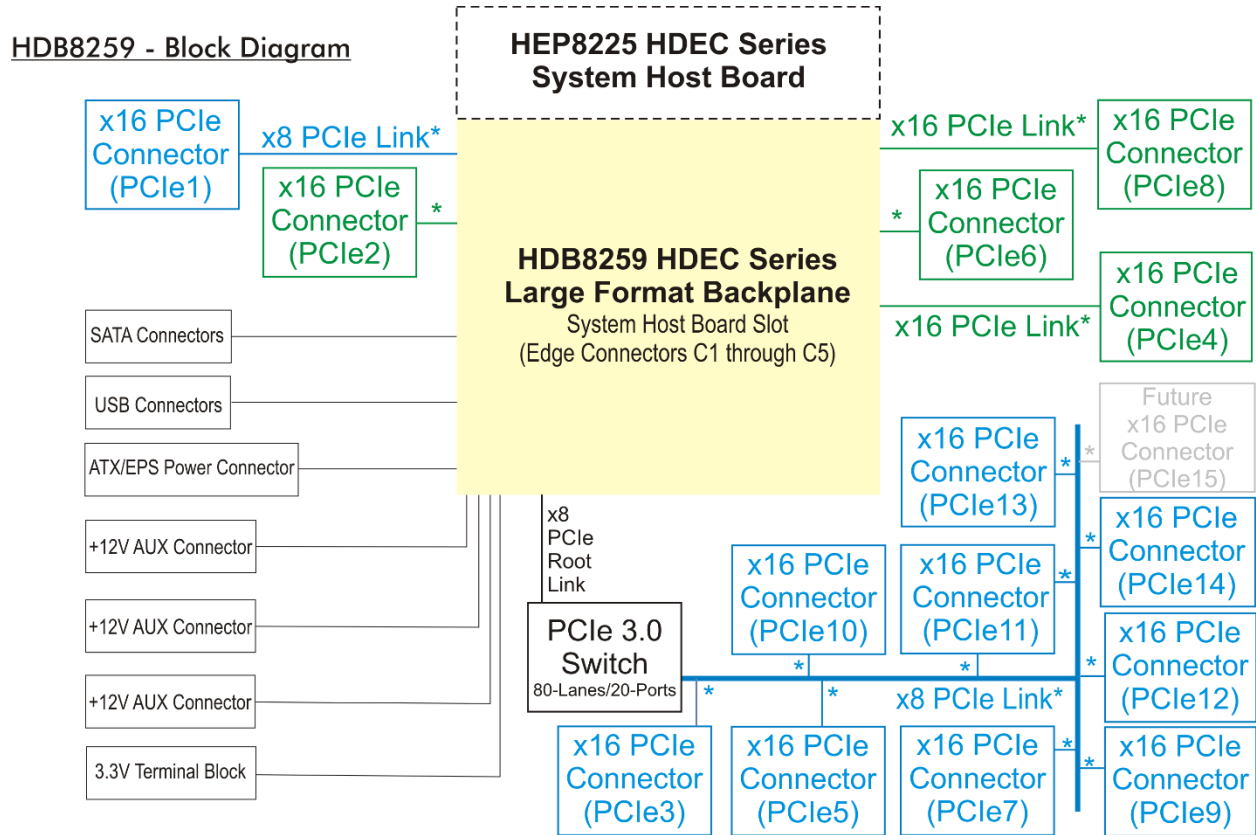 HDB8259 - Block Diagram
HEP8225 HDEC Series
System Host Board
x16 PCIe
Connector
(PCIe1)
x8 PCIe Link*
x16 PCIe
Connector
(PCIe2)
*
x16 PCIe Link*
x16 PCIe
Connector
(PCIe8)
*
x16 PCIe
Connector
(PCIe6)
HDB8259 HDEC Series
Large Format Backplane
System Host Board Slot
(Edge Connectors C1 through C5)
x16 PCIe Link*
x16 PCIe
Connector
(PCIe4)
SATA Connectors
USB Connectors
ATX/EPS Power Connector
+12V AUX Connector
+12V AUX Connector
+12V AUX Connector
3.3V Terminal Block
x8
PCIe
Root
Link
PCIe 3.0
Switch
80-Lanes/20-Ports
Future
x16 PCIe
Connector
(PCIe15)
*
x16 PCIe
Connector
(PCIe13)
*
x16 PCIe
Connector
(PCIe14)
*
x16 PCIe
Connector
(PCIe10)
*
x16 PCIe
Connector
(PCIe11)
*
*
x16 PCIe
Connector
(PCIe12)
*
x8 PCIe Link*
x16 PCIe
Connector
(PCIe3)
*
x16 PCIe
Connector
(PCIe5)
*
x16 PCIe
Connector
(PCIe7)
*
x16 PCIe
Connector
(PCIe9)
*